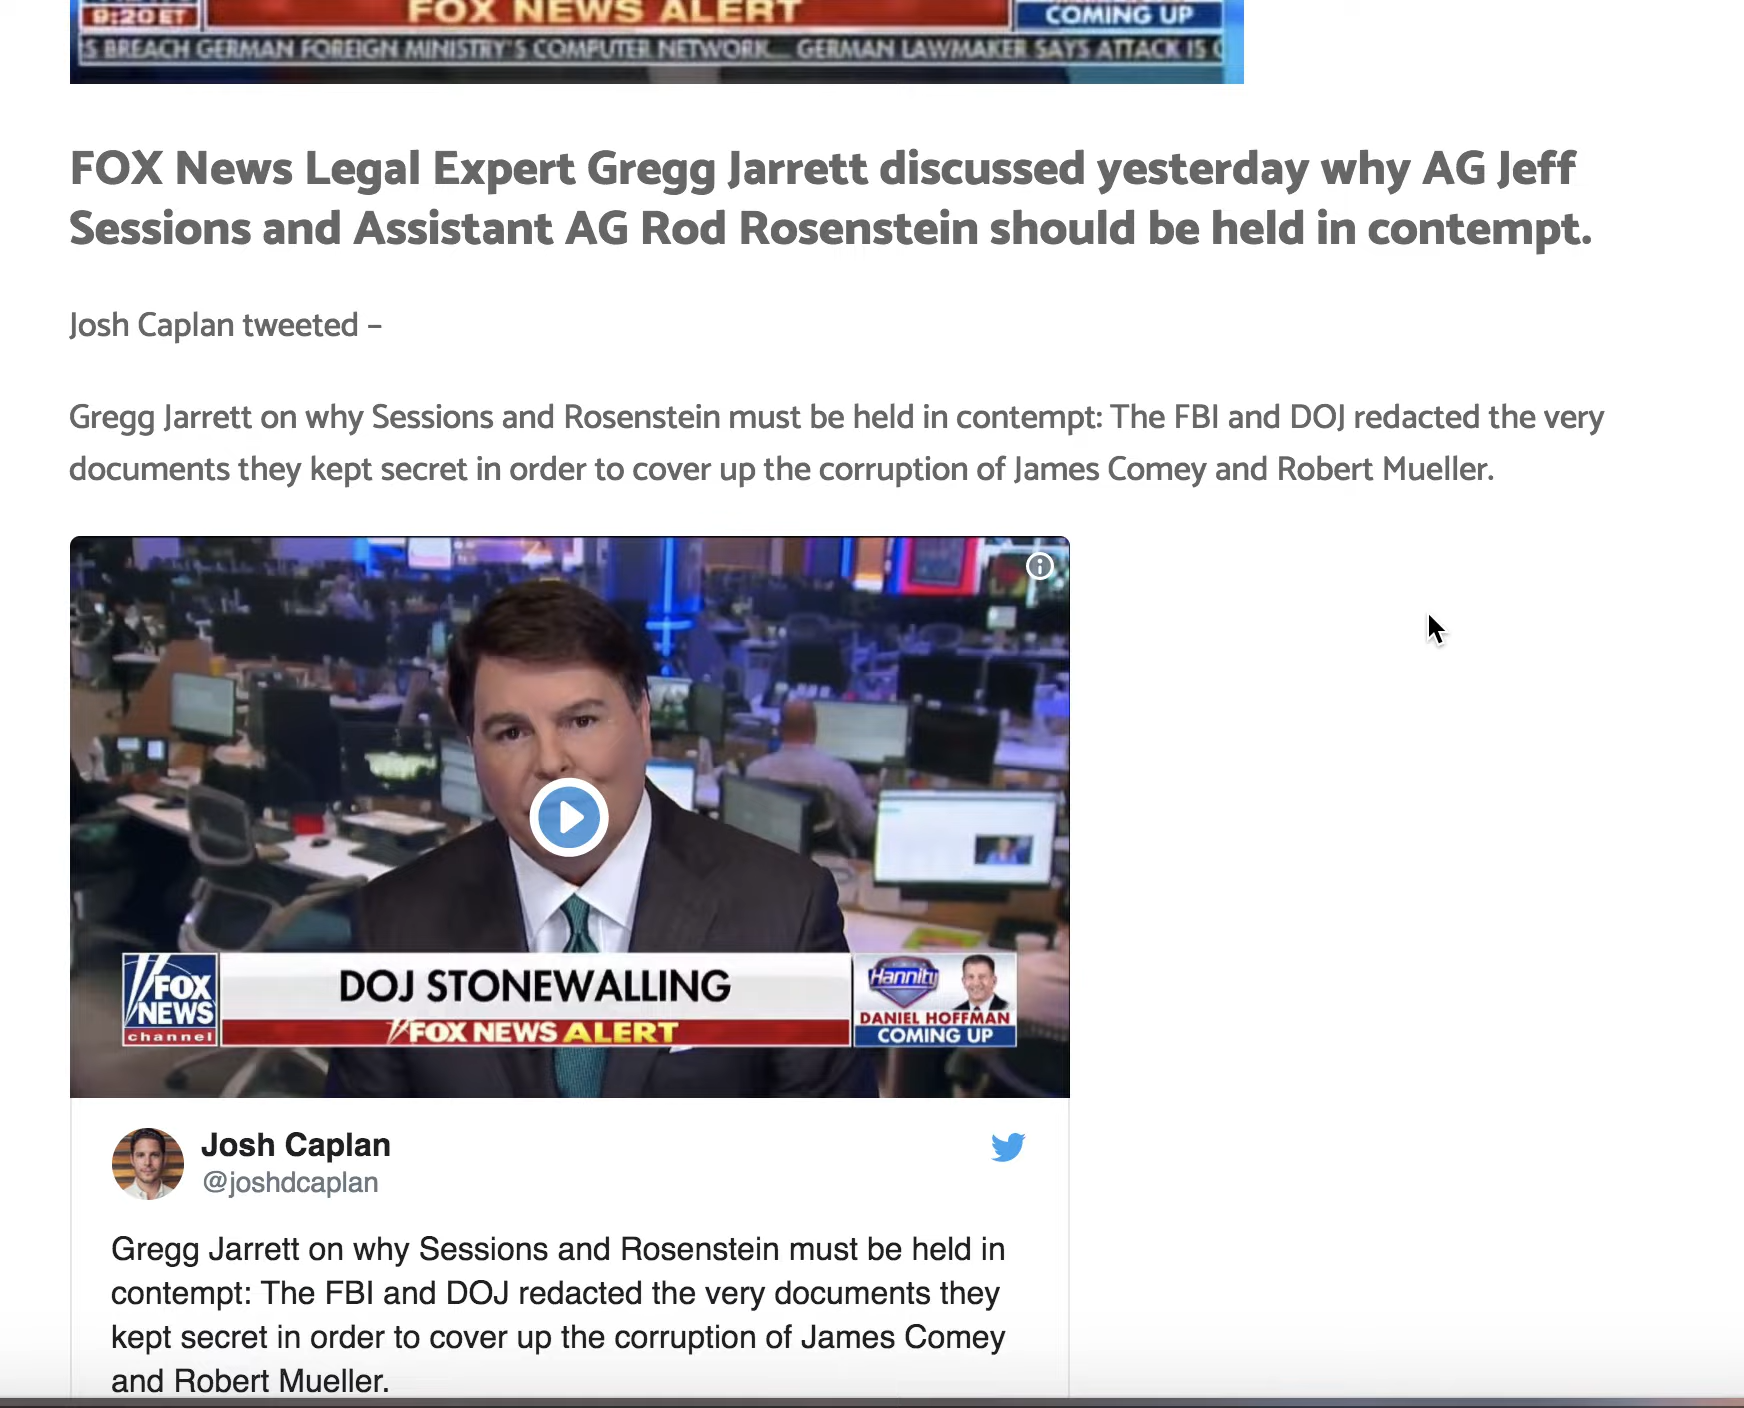 9:20 ET
FOX NEWS ALERT
COMING UP
S BREACH GERMAN FOREIGN MINISTRY'S COMPUTER NETWORK... GERMAN LAWMAKER SAYS ATTACK IS
FOX News Legal Expert Gregg Jarrett discussed yesterday why AG Jeff
Sessions and Assistant AG Rod Rosenstein should be held in contempt.
Josh Caplan tweeted –
Gregg Jarrett on why Sessions and Rosenstein must be held in contempt: The FBI and DOJ redacted the very
documents they kept secret in order to cover up the corruption of James Comey and Robert Mueller.
FOX
NEWS
channel
DOJ STONEWALLING
FOX NEWS ALERT
Hannity
DANIEL HOFFMAN
COMING UP
Josh Caplan
@joshdcaplan
Gregg Jarrett on why Sessions and Rosenstein must be held in
contempt: The FBI and DOJ redacted the very documents they
kept secret in order to cover up the corruption of James Comey
and Robert Mueller.